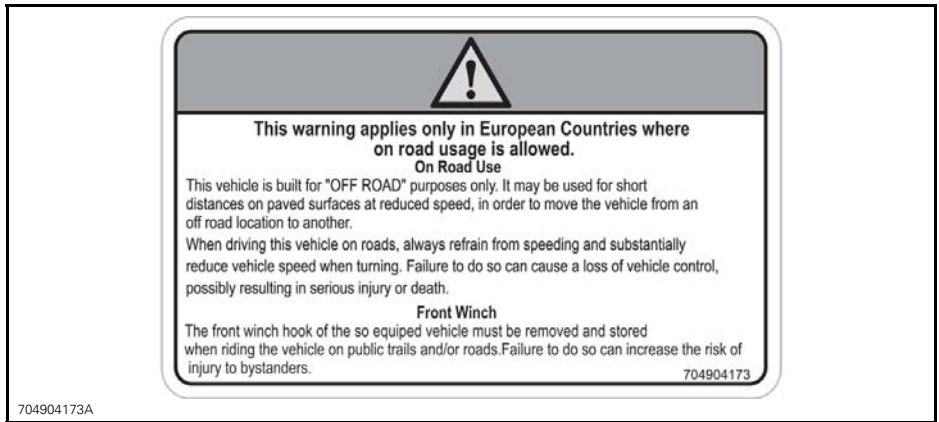 This warning applies only in European Countries where
on road usage is allowed.
On Road Use
This vehicle is built for "OFF ROAD" purposes only. It may be used for short
distances on paved surfaces at reduced speed, in order to move the vehicle from an
off road location to another.
When driving this vehicle on roads, always refrain from speeding and substantially
reduce vehicle speed when turning. Failure to do so can cause a loss of vehicle control,
possibly resulting in serious injury or death.
Front Winch
The front winch hook of the so equiped vehicle must be removed and stored
when riding the vehicle on public trails and/or roads.Failure to do so can increase the risk of
injury to bystanders.
704904173
704904173A